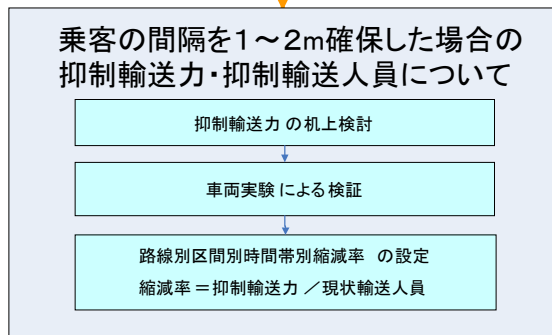 乗客の間隔を1~2m確保した場合の
抑制輸送力・抑制輸送人員について
抑制輸送力の机上検討
車両実験による検証
路線別区間別時間帯別縮減率 の設定
縮減率=抑制輸送力/現状輸送人員